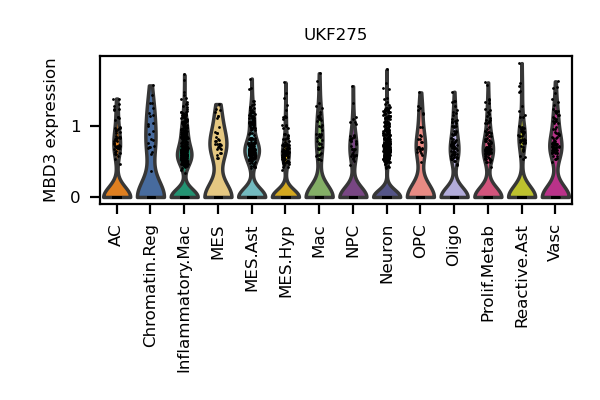 UKF275
MBD3 expression
1
0
AC
Chromatin.Reg
Inflammatory.Mac
MES
MES.Ast
MES.Hyp
Mac
NPC
Neuron
OPC
Oligo
Prolif.Metab
Reactive.Ast
Vasc